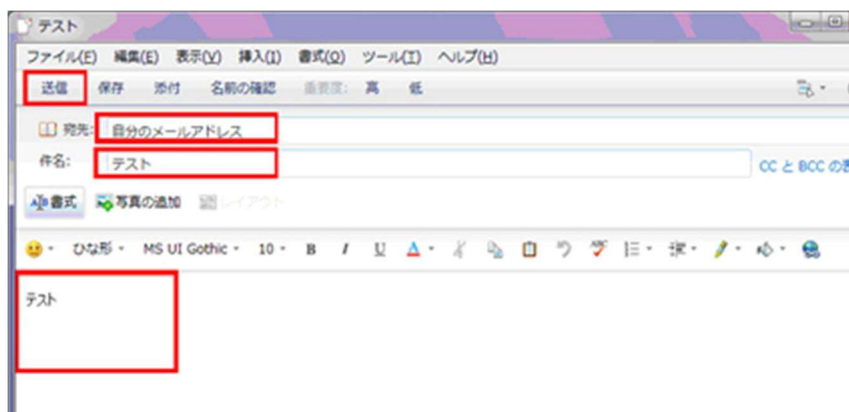 テスト
ファイル(F) 編集(E) 表示(V) 挿入(I) 書式(O) ツール(T) ヘルプ(H)
送信 保存 添付 名前の確認 重要度: 高 低
宛先: 自分のメールアドレス
件名: テスト CC と BCC の表
書式 写真の追加 レイアウト
ひな形 MS UI Gothic 10 B I U A ABC
テスト